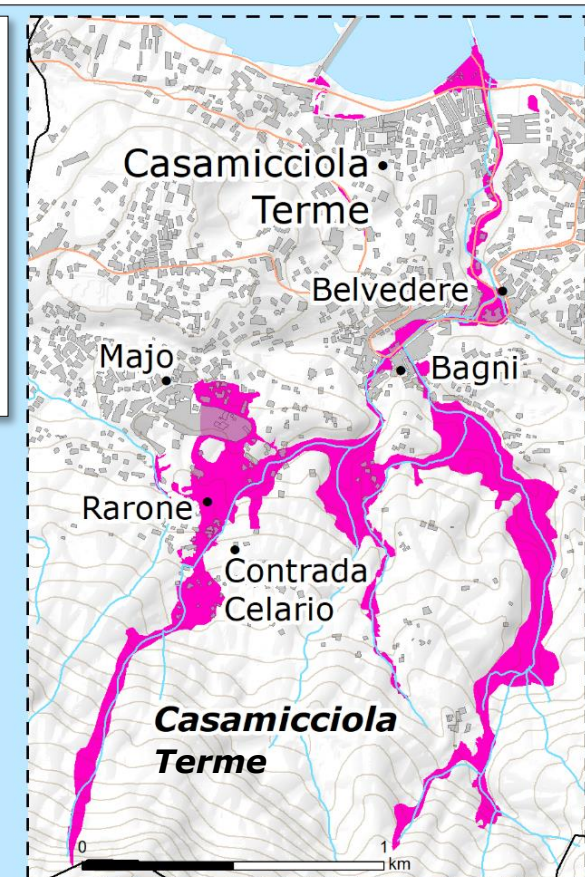 Casamicciola
Terme
Belvedere
Majo
Bagni
Rarone
Contrada
Celario
Casamicciola
Terme
0 1
km